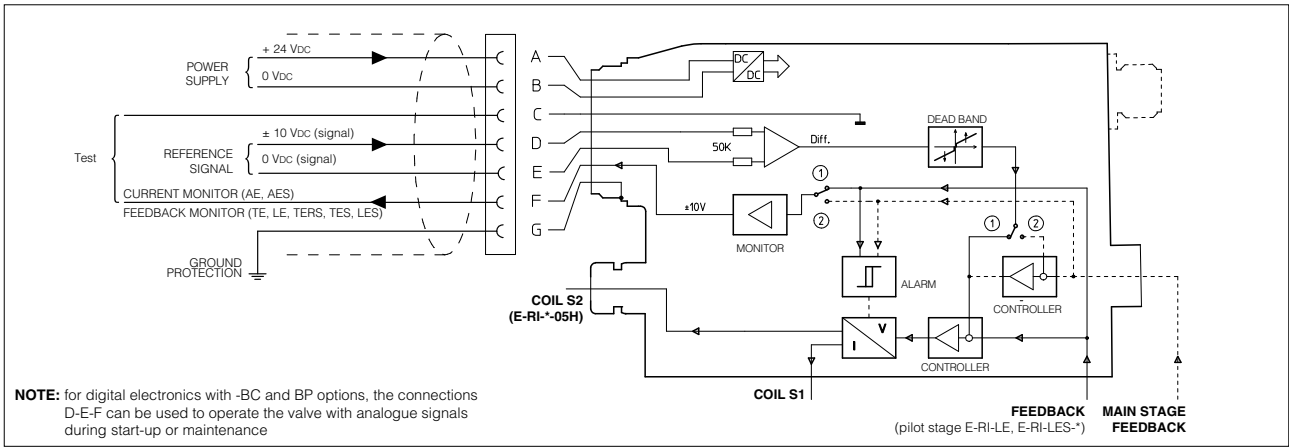 + 24 VDC
POWER
SUPPLY
0 VDC
Test
± 10 VDC (signal)
REFERENCE
SIGNAL
0 VDC (signal)
CURRENT MONITOR (AE, AES)
FEEDBACK MONITOR (TE, LE, TERS, TES, LES)
GROUND
PROTECTION
A
B
C
D
E
F
G
DC
DC
50K
Diff.
DEAD BAND
1
2
±10V
MONITOR
1
2
ALARM
-
CONTROLLER
V
I
CONTROLLER
COIL S2
(E-RI-*-05H)
COIL S1
FEEDBACK
(pilot stage E-RI-LE, E-RI-LES-*)
MAIN STAGE
FEEDBACK
NOTE: for digital electronics with -BC and BP options, the connections
D-E-F can be used to operate the valve with analogue signals
during start-up or maintenance